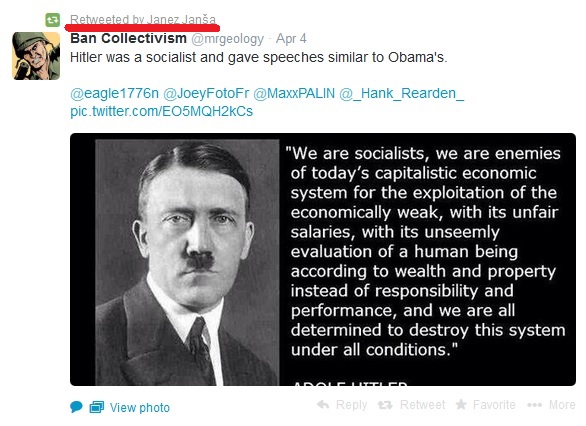 Retweeted by Janez Janša
Ban Collectivism @mrgeology · Apr 4
Hitler was a socialist and gave speeches similar to Obama's.
@eagle1776n @JoeyFotoFr @MaxxPALIN @_Hank_Rearden_
pic.twitter.com/EO5MQH2kCs
"We are socialists, we are enemies
of today's capitalistic economic
system for the exploitation of the
economically weak, with its unfair
salaries, with its unseemly
evaluation of a human being
according to wealth and property
instead of responsibility and
performance, and we are all
determined to destroy this system
under all conditions."
ADOLF HITLER
View photo
Reply Retweet Favorite More